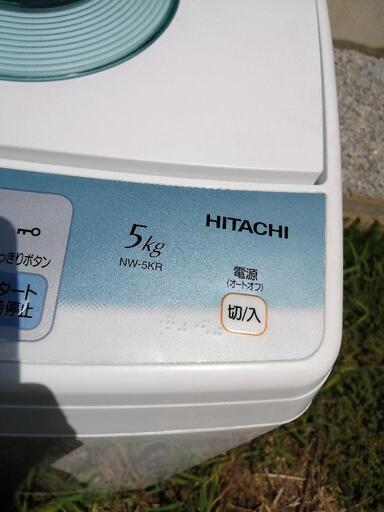 5kg
NW-5KR
HITACHI
っきりボタン
タート
停止
電源
(オートオフ)
切/入